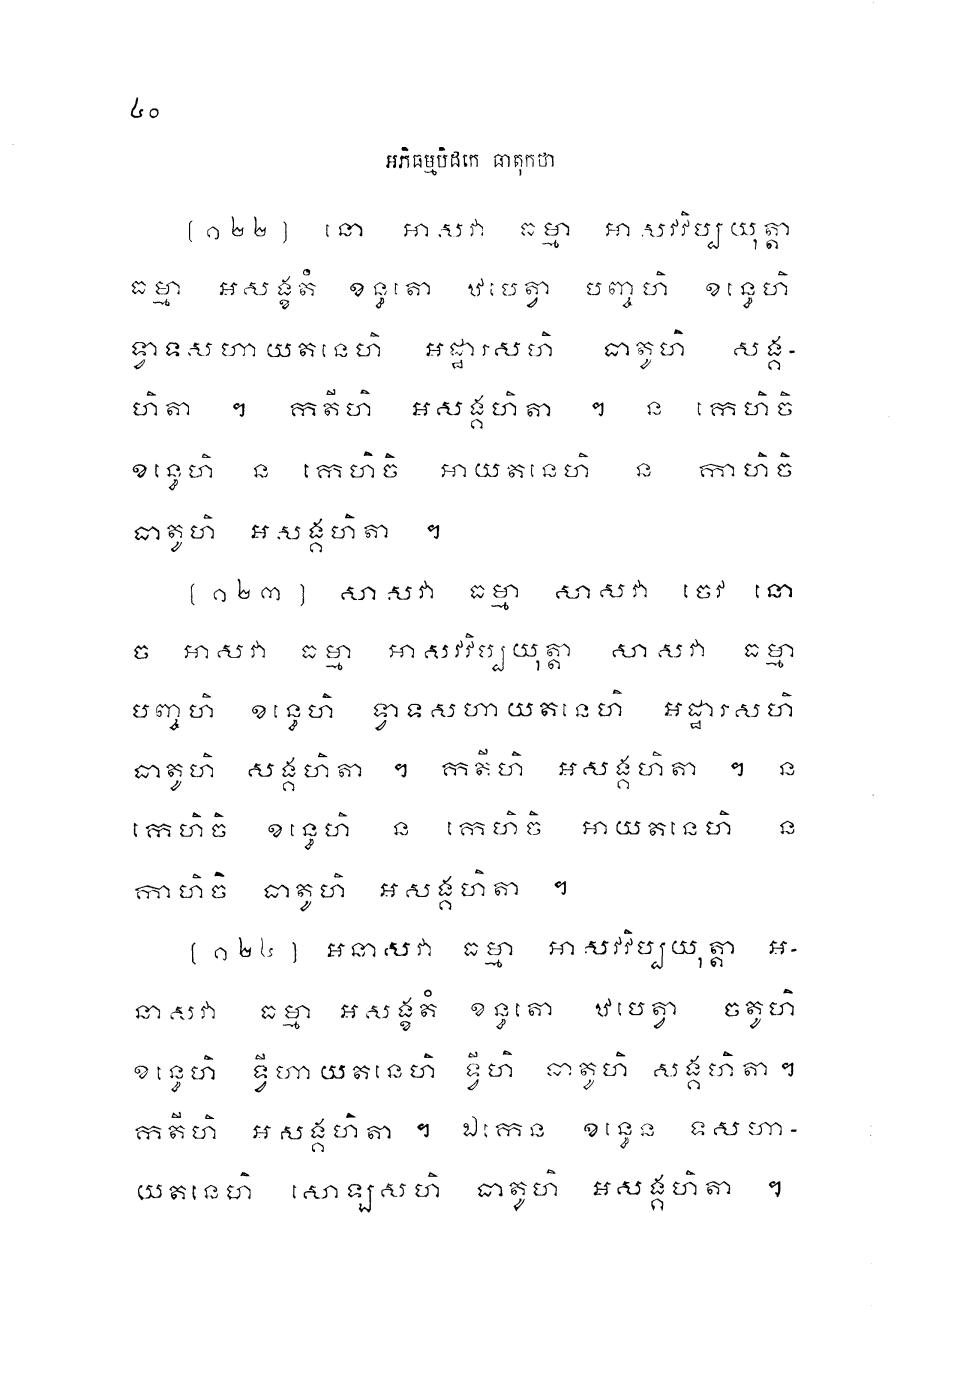 ៤០
អភិធម្មបិដកេ ធាតុកថា
(១២២) នោ អាសវា ធម្មា អាសវវិប្បយុត្តា
ធម្មា អសង្ខតំ ខន្ធតោ ឋបេត្វា បញ្ចហិ ខន្ធេហិ
ទ្វាទសហាយតនេហិ អដ្ឋារសហិ ធាតូហិ សង្គ-
ហិតា ។ កតីហិ អសង្គហិតា ។ ន កេហិចិ
ខន្ធេហិ ន កេហិចិ អាយតនេហិ ន កាហិចិ
ធាតូហិ អសង្គហិតា ។
(១២៣) សាសវា ធម្មា សាសវា ចេវ នោ
ច អាសវា ធម្មា អាសវវិប្បយុត្តា សាសវា ធម្មា
បញ្ចហិ ខន្ធេហិ ទ្វាទសហាយតនេហិ អដ្ឋារសហិ
ធាតូហិ សង្គហិតា ។ កតីហិ អសង្គហិតា ។ ន
កេហិចិ ខន្ធេហិ ន កេហិចិ អាយតនេហិ ន
កាហិចិ ធាតូហិ អសង្គហិតា ។
(១២៤) អនាសវា ធម្មា អាសវវិប្បយុត្តា អ-
នាសវា ធម្មា អសង្ខតំ ខន្ធតោ ឋបេត្វា ចតូហិ
ខន្ធេហិ ទ្វីហាយតនេហិ ទ្វីហិ ធាតូហិ សង្គហិតា ។
កតីហិ អសង្គហិតា ។ ឯកេន ខន្ធេន ទសហា-
យតនេហិ សោឡសហិ ធាតូហិ អសង្គហិតា ។